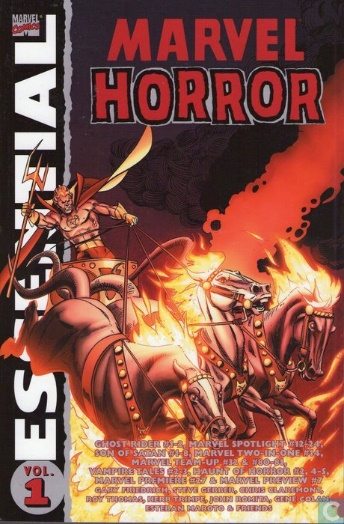 MARVEL
COMICS
MARVEL
HORROR
ESSENTIAL
VOL.
1
GHOST RIDER #1-2, MARVEL SPOTLIGHT #12-24,
SON OF SATAN #1-8, MARVEL TWO-IN-ONE #14,
MARVEL TEAM-UP #32 & #80-81,
VAMPIRE TALES #2-3, HAUNT OF HORROR #2, 4-5,
MARVEL PREMIERE #27 & MARVEL PREVIEW #7
GARY FRIEDRICH, STEVE GERBER, CHRIS CLAREMONT,
ROY THOMAS, HERB TRIMPE, JOHN ROMITA, GENE COLAN,
ESTEBAN MAROTO & FRIENDS
C